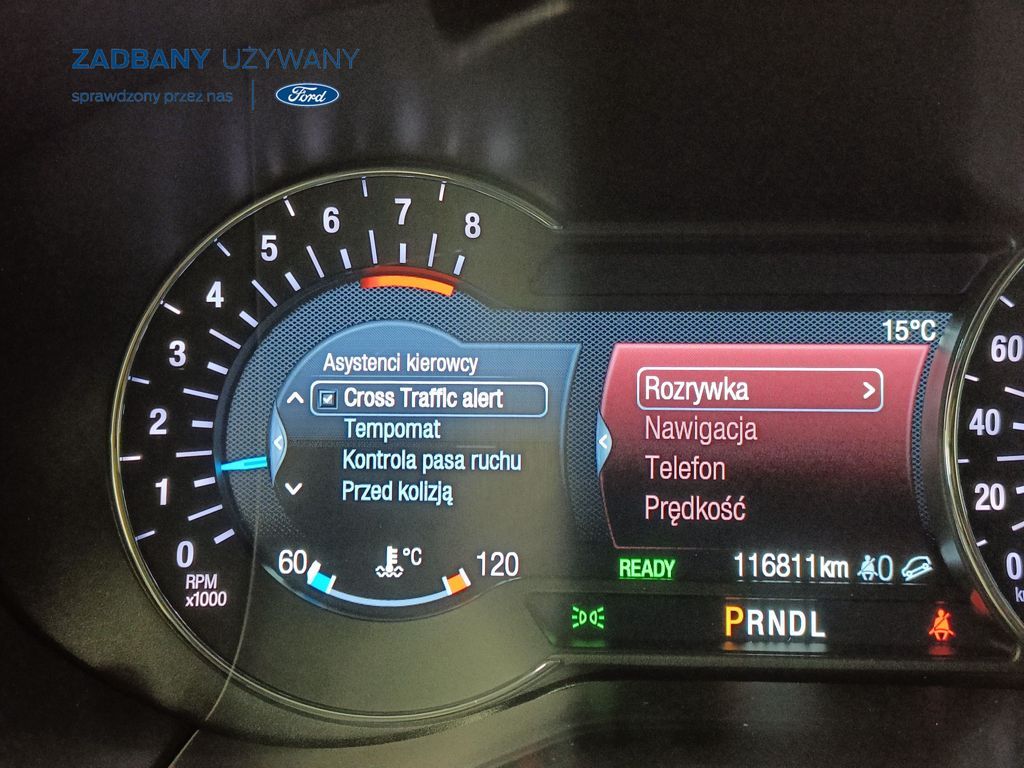 ZADBANY UŻYWANY
sprawdzony przez nas
Ford
8
7
6
5
4
3
2
1
0
RPM
x1000
Asystenci kierowcy
Cross Traffic alert
Tempomat
Kontrola pasa ruchu
Przed kolizją
60
°C
120
15°C
Rozrywka
Nawigacja
Telefon
Prędkość
READY
116811km
0
PRNDL
60
40
20
0